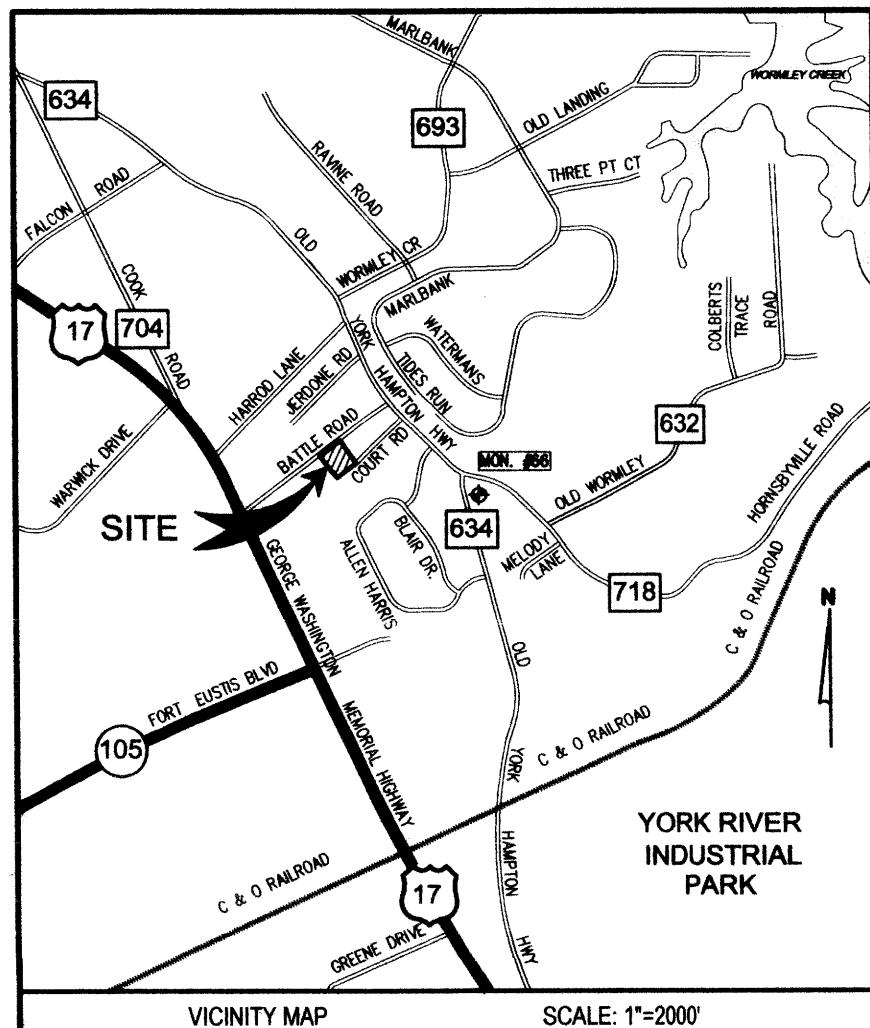 MARLBANK
WORMLEY CREEK
634
693
OLD LANDING
RAVINE ROAD
THREE PT CT
FALCON ROAD
OLD
WORMLEY CR
COOK
MARLBANK
COLBERTS
TRACE
ROAD
17
704
YORK
WATERMANS
ROAD
HARROD LANE
JERDONE RD
TIDES RUN
HAMPTON
632
BATTLE ROAD
COURT RD
HWY
HORNSBYVILLE ROAD
WARWICK DRIVE
MON. #66
OLD WORMLEY
SITE
634
BLAIR DR.
MELODY
LANE
ALLEN HARRIS
718
GEORGE WASHINGTON
C & O RAILROAD
N
OLD
FORT EUSTIS BLVD
105
MEMORIAL HIGHWAY
C & O RAILROAD
YORK
YORK RIVER
INDUSTRIAL
PARK
HAMPTON
C & O RAILROAD
17
GREENE DRIVE
HWY
VICINITY MAP
SCALE: 1"=2000'